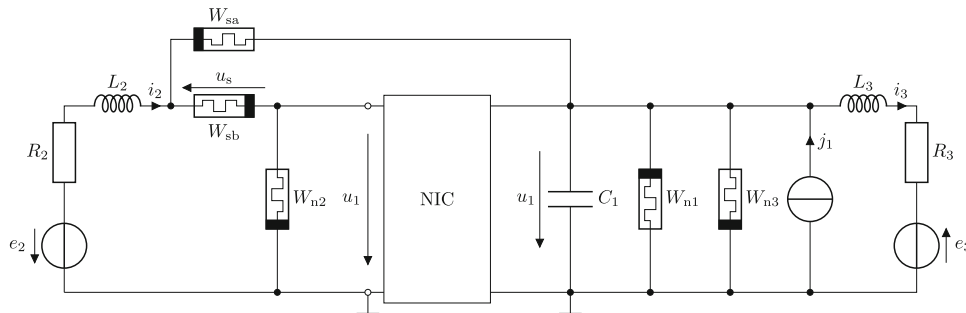 W_sa
L_2
i_2
u_s
L_3
i_3
W_sb
R_2
W_n2
u_1
NIC
u_1
C_1
W_n1
W_n3
j_1
R_3
e_2